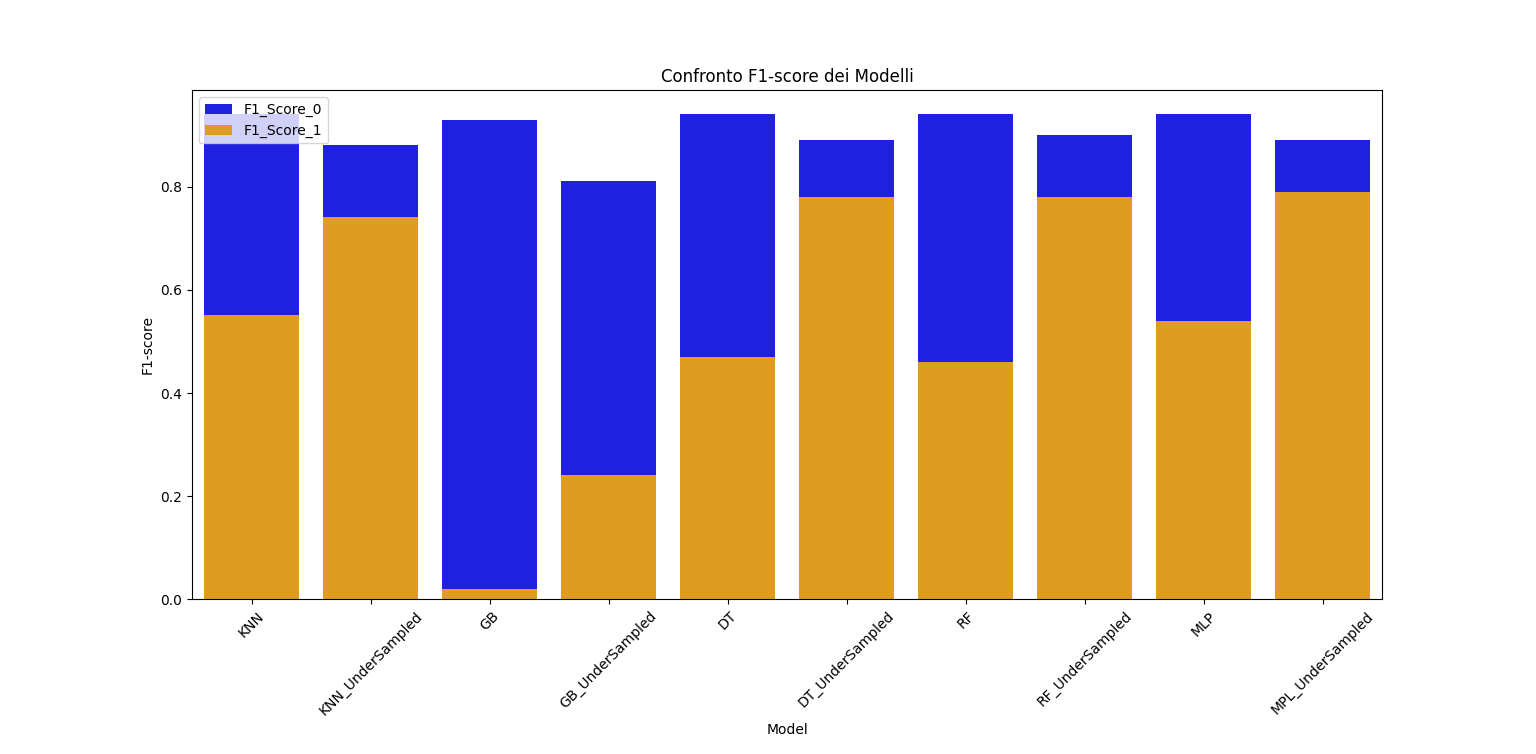 Confronto F1-score dei Modelli
F1_Score_0
F1_Score_1
F1-score
0.8
0.6
0.4
0.2
0.0
KNN
KNN_UnderSampled
GB
GB_UnderSampled
DT
DT_UnderSampled
RF
RF_UnderSampled
MLP
MPL_UnderSampled
Model